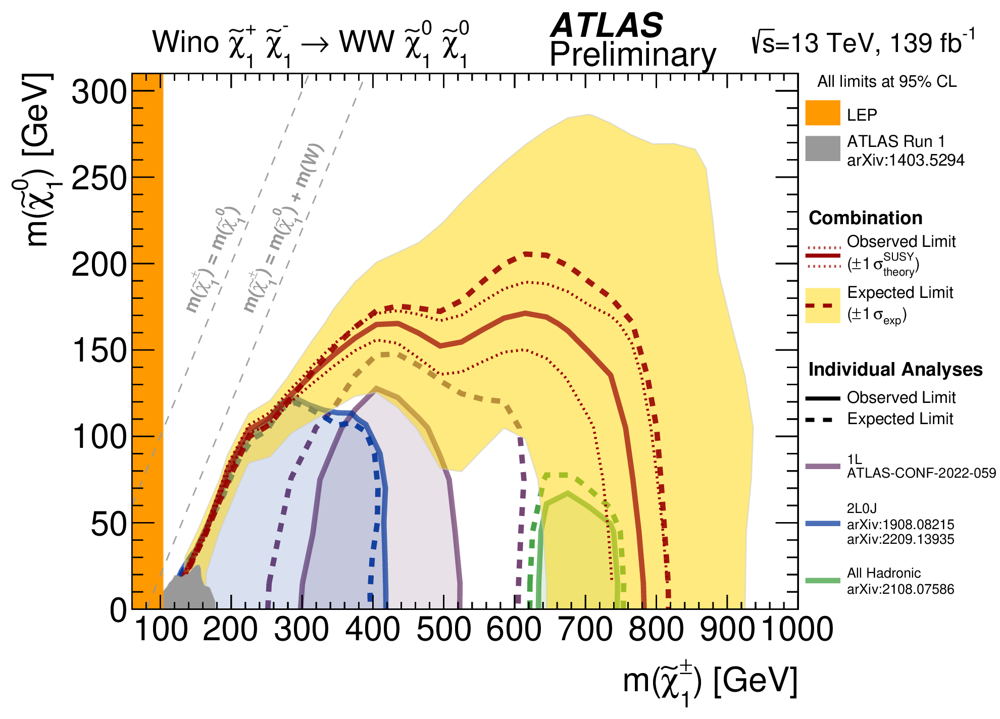 Wino χ̃₁⁺ χ̃₁⁻ → WW χ̃₁⁰ χ̃₁⁰
ATLAS
Preliminary
√s=13 TeV, 139 fb⁻¹
m(χ̃₁⁰) [GeV]
300
250
200
150
100
50
0
m(χ̃₁±) = m(χ̃₁⁰)
m(χ̃₁±) = m(χ̃₁⁰) + m(W)
100 200 300 400 500 600 700 800 900 1000
m(χ̃₁±) [GeV]
All limits at 95% CL
LEP
ATLAS Run 1
arXiv:1403.5294
Combination
Observed Limit
(±1 σ_theory^SUSY)
Expected Limit
(±1 σ_exp)
Individual Analyses
Observed Limit
Expected Limit
1L
ATLAS-CONF-2022-059
2L0J
arXiv:1908.08215
arXiv:2209.13935
All Hadronic
arXiv:2108.07586